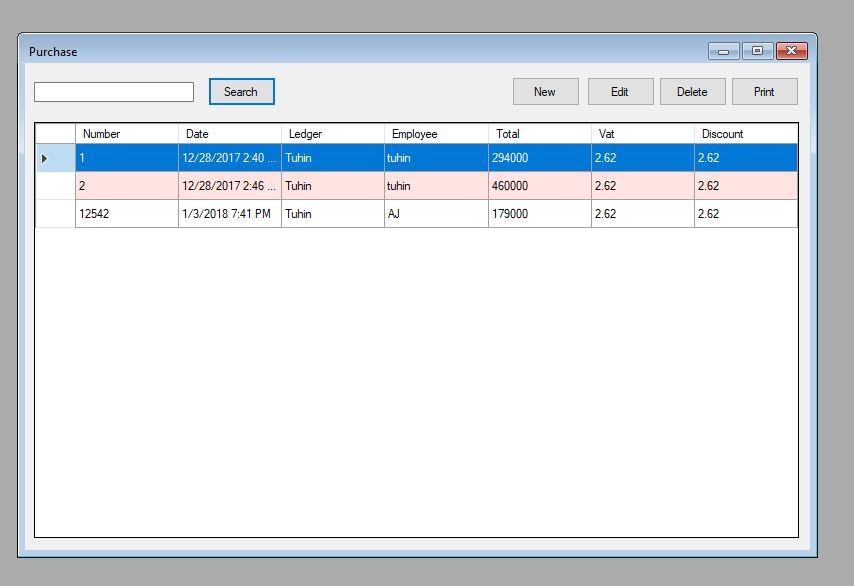 Purchase
Search New Edit Delete Print
Number Date Ledger Employee Total Vat Discount
1 12/28/2017 2:40 ... Tuhin tuhin 294000 2.62 2.62
2 12/28/2017 2:46 ... Tuhin tuhin 460000 2.62 2.62
12542 1/3/2018 7:41 PM Tuhin AJ 179000 2.62 2.62